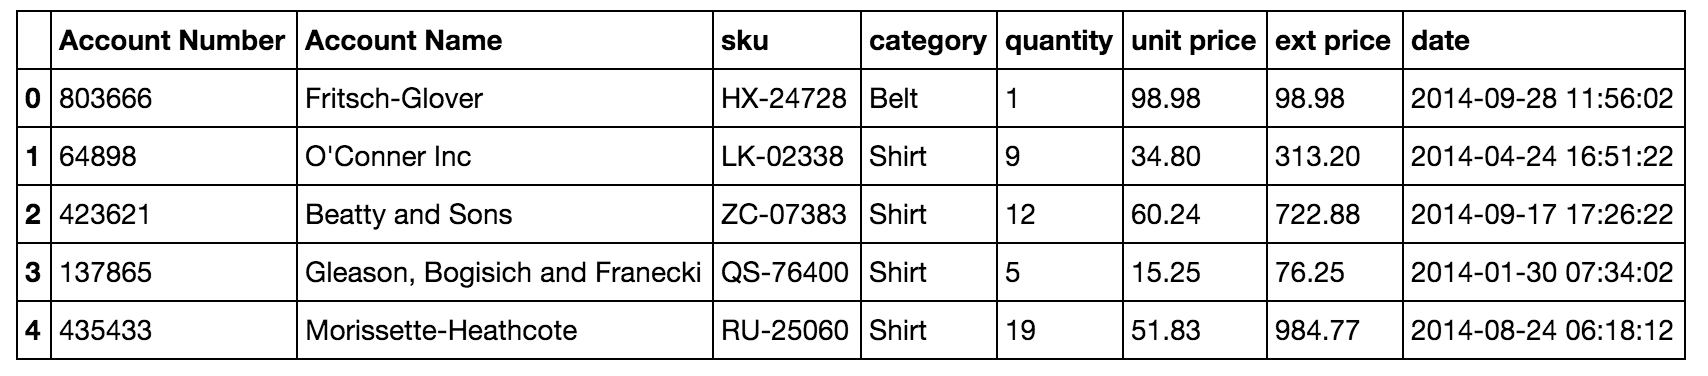 Account Number Account Name sku category quantity unit price ext price date
0 803666 Fritsch-Glover HX-24728 Belt 1 98.98 98.98 2014-09-28 11:56:02
1 64898 O'Conner Inc LK-02338 Shirt 9 34.80 313.20 2014-04-24 16:51:22
2 423621 Beatty and Sons ZC-07383 Shirt 12 60.24 722.88 2014-09-17 17:26:22
3 137865 Gleason, Bogisich and Franecki QS-76400 Shirt 5 15.25 76.25 2014-01-30 07:34:02
4 435433 Morissette-Heathcote RU-25060 Shirt 19 51.83 984.77 2014-08-24 06:18:12